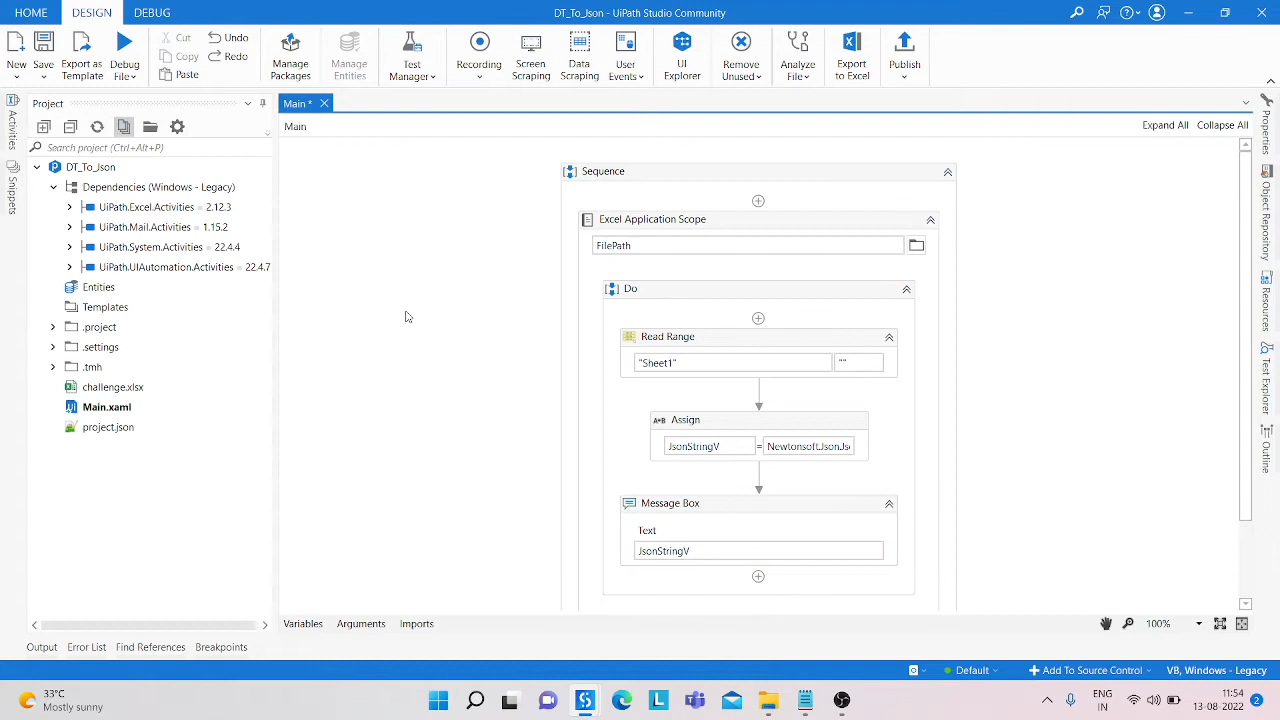 HOME
DESIGN
DEBUG
DT_To_Json - UiPath Studio Community
New
Save
Export as Template
Debug File
Cut
Copy
Paste
Undo
Redo
Manage Packages
Manage Entities
Test Manager
Recording
Screen Scraping
Data Scraping
User Events
UI Explorer
Remove Unused
Analyze File
Export to Excel
Publish
Activities
Snippets
Project
Search project (Ctrl+Alt+P)
DT_To_Json
Dependencies (Windows - Legacy)
UiPath.Excel.Activities = 2.12.3
UiPath.Mail.Activities = 1.15.2
UiPath.System.Activities = 22.4.4
UiPath.UIAutomation.Activities = 22.4.7
Entities
Templates
.project
.settings
.tmh
challenge.xlsx
Main.xaml
project.json
Main *
Main
Expand All
Collapse All
Sequence
Excel Application Scope
FilePath
Do
Read Range
"Sheet1"
""
A*B Assign
JsonStringV = Newtonsoft.Json.Js
Message Box
Text
JsonStringV
Properties
Object Repository
Resources
Test Explorer
Outline
Variables
Arguments
Imports
100%
Output
Error List
Find References
Breakpoints
Default
Add To Source Control
VB, Windows - Legacy
33°C
Mostly sunny
ENG
IN
11:54
13-08-2022
2